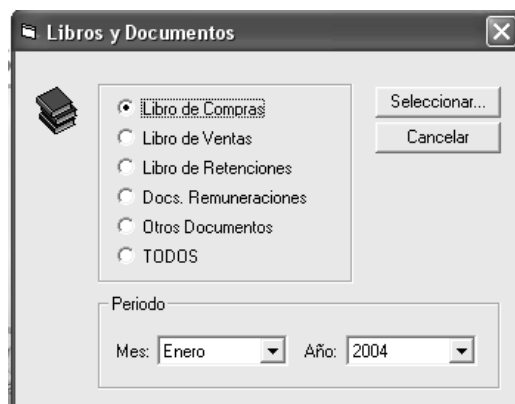 Libros y Documentos
Libro de Compras
Libro de Ventas
Libro de Retenciones
Docs. Remuneraciones
Otros Documentos
TODOS
Seleccionar...
Cancelar
Periodo
Mes: Enero Año: 2004